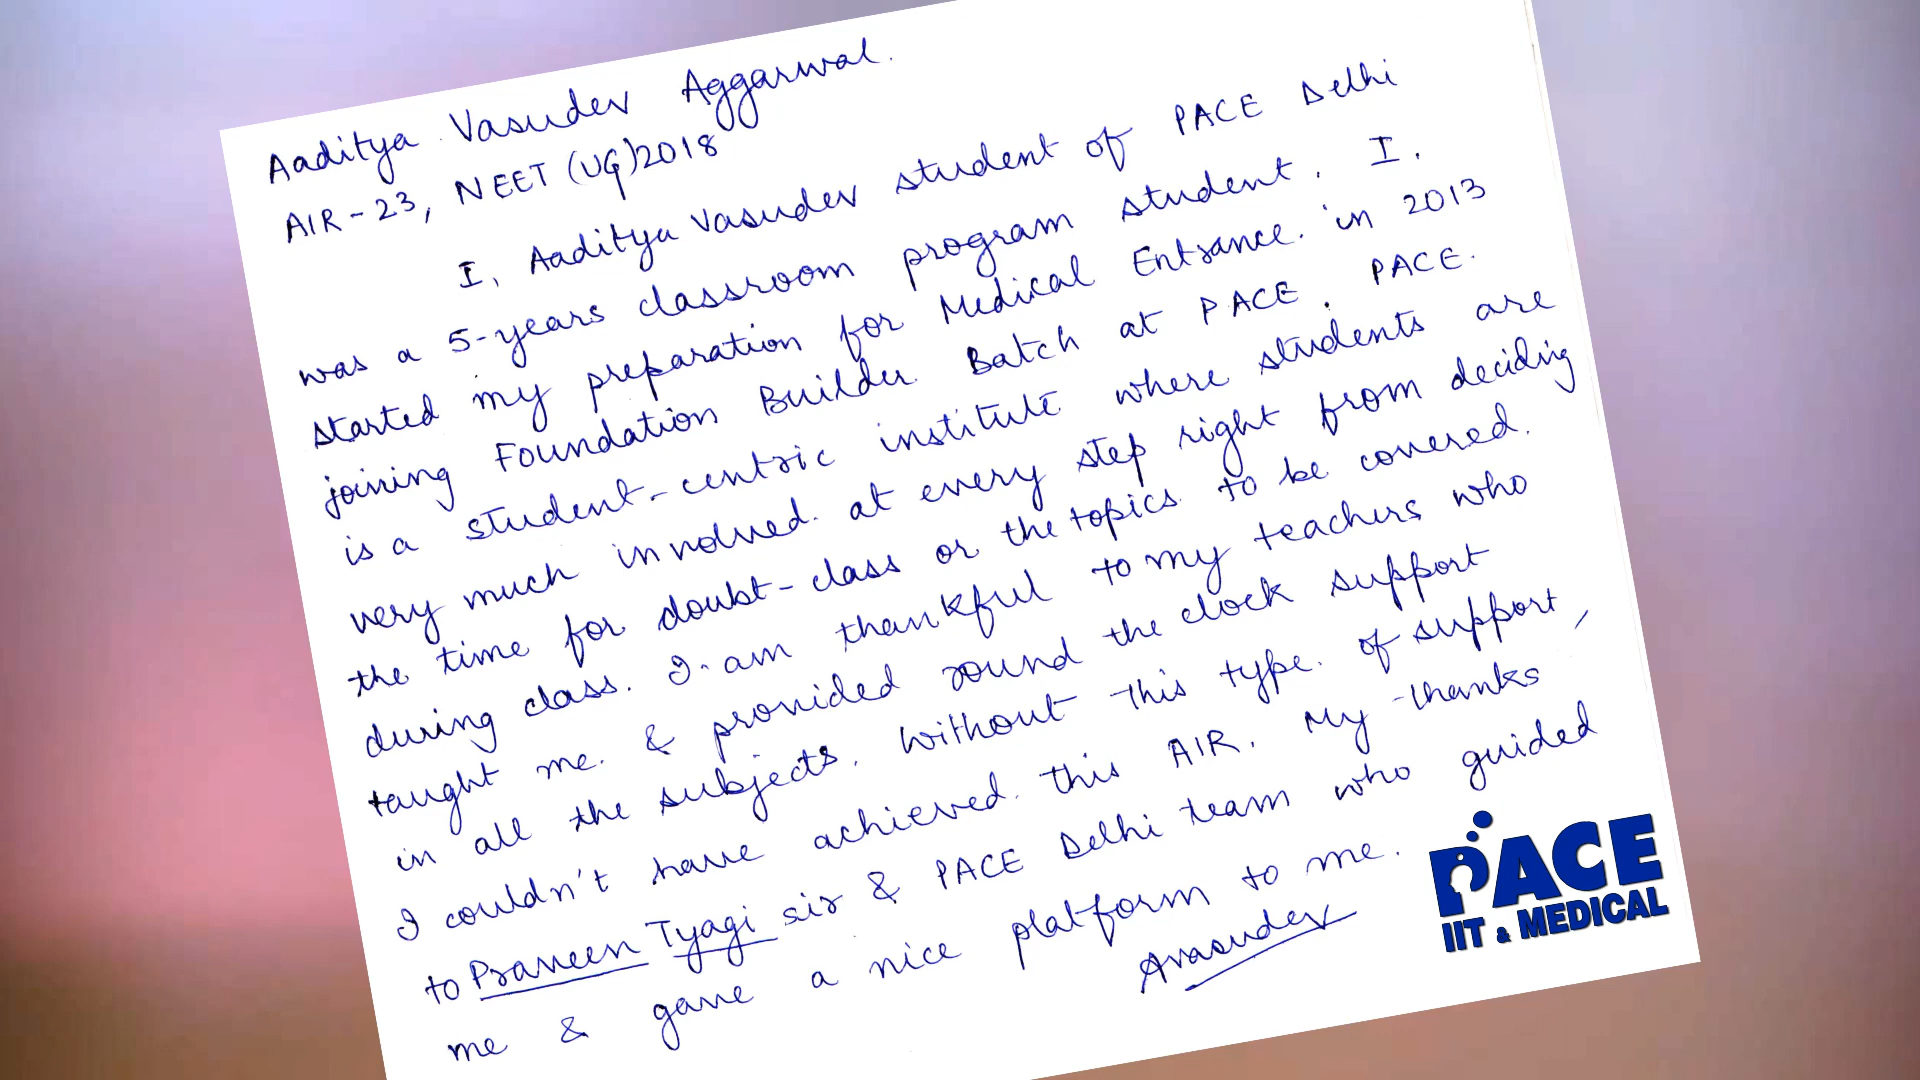 Aaditya Vasudev Aggarwal.
AIR-23, NEET (UG)2018
I, Aaditya Vasudev student of PACE Delhi
was a 5-years classroom program student. I.
started my preparation for Medical Entrance. in 2013
joining Foundation Builder Batch at PACE. PACE.
is a student-centric institute where students are
very much involved. at every step right from deciding
the time for doubt-class or the topics to be covered.
during class. I am thankful to my teachers who
taught me. & provided round the clock support
in all the subjects. Without this type. of support,
I couldn't have achieved. this AIR. My thanks
to Praveen Tyagi sir & PACE Delhi team who guided
me & gave a nice platform to me.
Avasudev
PACE
IIT & MEDICAL